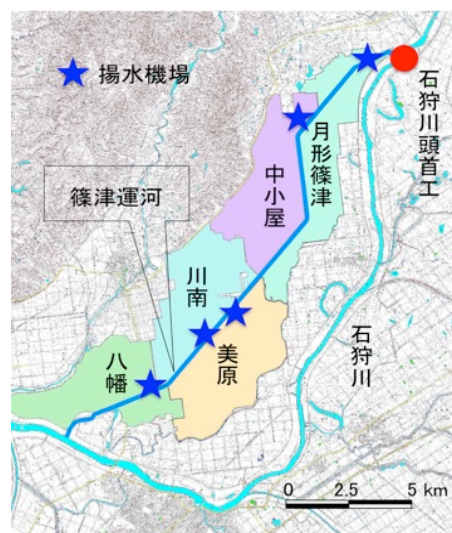 揚水機場
石狩川頭首工
月形篠津
中小屋
篠津運河
川南
美原
八幡
石狩川
0 2.5 5 km